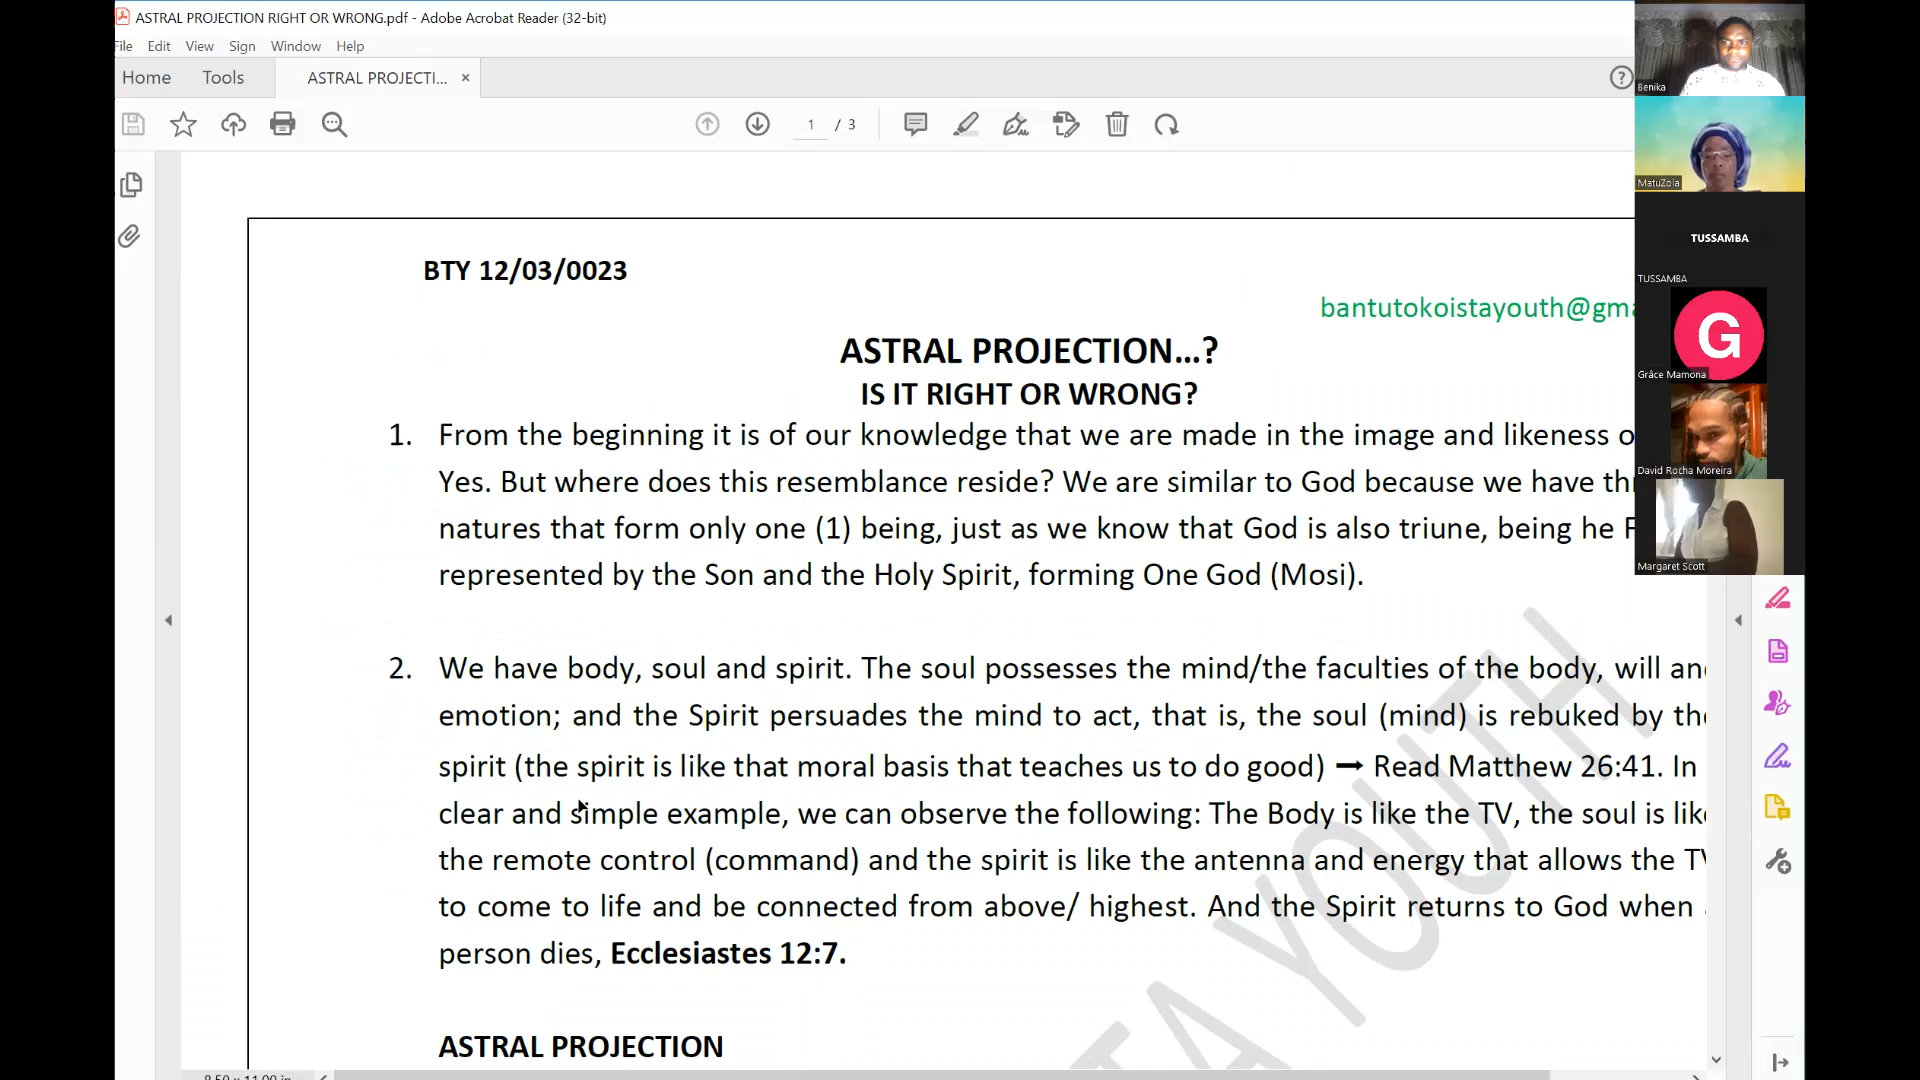 ASTRAL PROJECTION RIGHT OR WRONG.pdf - Adobe Acrobat Reader (32-bit)
File Edit View Sign Window Help
Home Tools ASTRAL PROJECTI... ×
1 / 3
BTY 12/03/0023
bantutokoistayouth@gm
ASTRAL PROJECTION…?
IS IT RIGHT OR WRONG?
1. From the beginning it is of our knowledge that we are made in the image and likeness
Yes. But where does this resemblance reside? We are similar to God because we have
natures that form only one (1) being, just as we know that God is also triune, being he
represented by the Son and the Holy Spirit, forming One God (Mosi).
2. We have body, soul and spirit. The soul possesses the mind/the faculties of the body, will
emotion; and the Spirit persuades the mind to act, that is, the soul (mind) is rebuked by the
spirit (the spirit is like that moral basis that teaches us to do good) → Read Matthew 26:41. In
clear and simple example, we can observe the following: The Body is like the TV, the soul is
the remote control (command) and the spirit is like the antenna and energy that allows the TV
to come to life and be connected from above/ highest. And the Spirit returns to God when
person dies, Ecclesiastes 12:7.
ASTRAL PROJECTION
TA YOUTH
Benika
MatuZola
TUSSAMBA
TUSSAMBA
G
Grâce Mamona
David Rocha Moreira
Margaret Scott